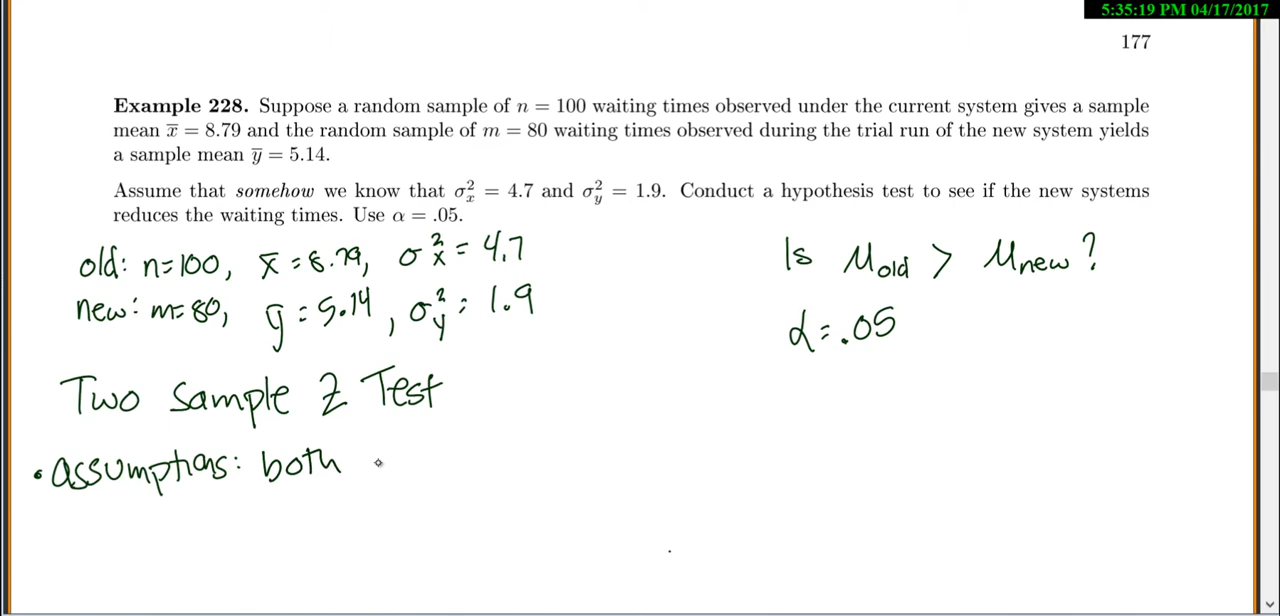 5:35:19 PM 04/17/2017
177
Example 228. Suppose a random sample of n = 100 waiting times observed under the current system gives a sample
mean x̅ = 8.79 and the random sample of m = 80 waiting times observed during the trial run of the new system yields
a sample mean y̅ = 5.14.
Assume that somehow we know that σ²ₓ = 4.7 and σ²ᵧ = 1.9. Conduct a hypothesis test to see if the new systems
reduces the waiting times. Use α = .05.
old: n=100, x̅ = 8.79, σ²ₓ = 4.7
Is μold > μnew?
new: m=80, y̅ = 5.14, σ²ᵧ = 1.9
α = .05
Two Sample Z Test
• assumptions: both